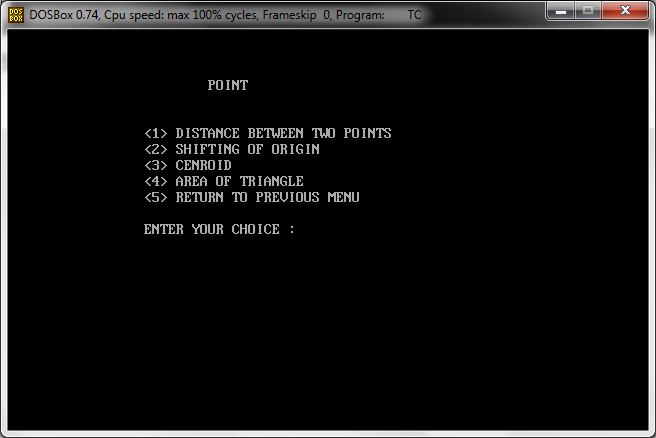 DOSBox 0.74, Cpu speed: max 100% cycles, Frameskip 0, Program: TC
POINT
<1> DISTANCE BETWEEN TWO POINTS
<2> SHIFTING OF ORIGIN
<3> CENROID
<4> AREA OF TRIANGLE
<5> RETURN TO PREVIOUS MENU
ENTER YOUR CHOICE :